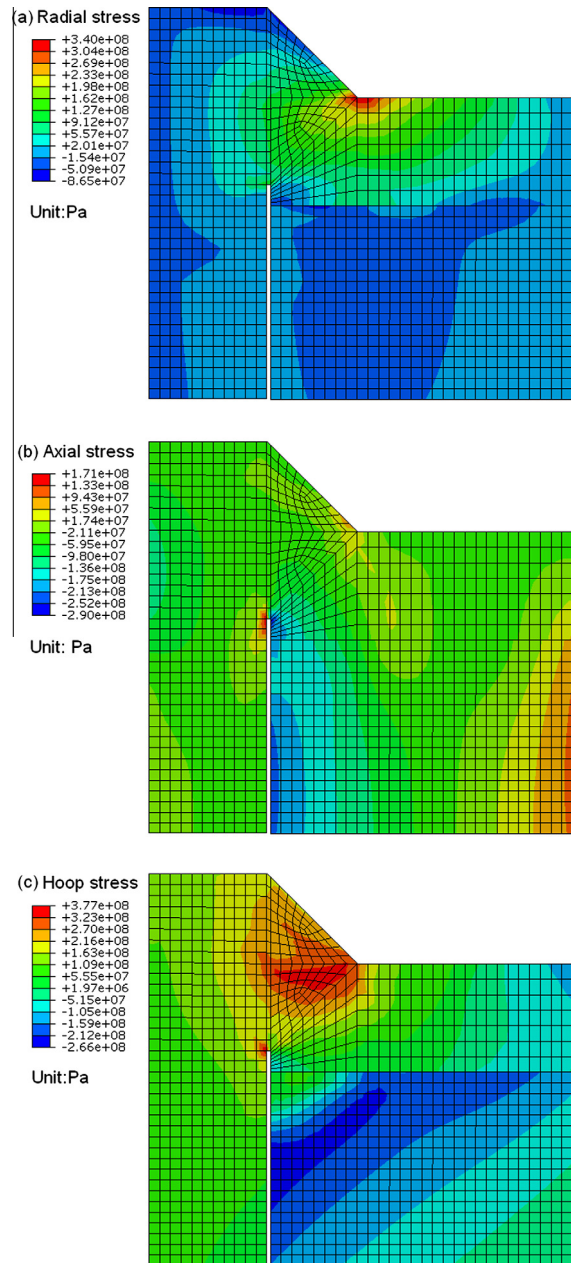 (a) Radial stress
+3.40e+08
+3.04e+08
+2.69e+08
+2.33e+08
+1.98e+08
+1.62e+08
+1.27e+08
+9.12e+07
+5.57e+07
+2.01e+07
-1.54e+07
-5.09e+07
-8.65e+07
Unit:Pa
(b) Axial stress
+1.71e+08
+1.33e+08
+9.43e+07
+5.59e+07
+1.74e+07
-2.11e+07
-5.95e+07
-9.80e+07
-1.36e+08
-1.75e+08
-2.13e+08
-2.52e+08
-2.90e+08
Unit: Pa
(c) Hoop stress
+3.77e+08
+3.23e+08
+2.70e+08
+2.16e+08
+1.63e+08
+1.09e+08
+5.55e+07
+1.97e+06
-5.15e+07
-1.05e+08
-1.59e+08
-2.12e+08
-2.66e+08
Unit:Pa